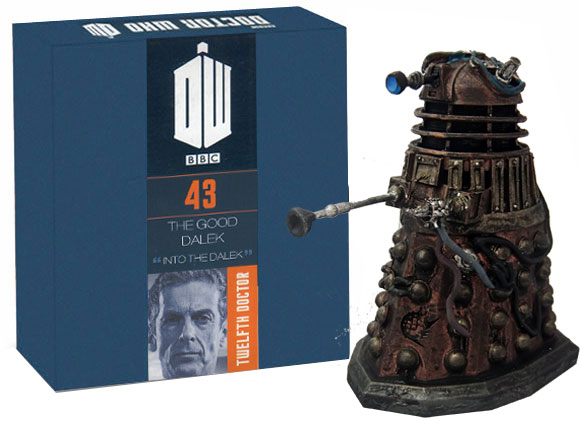 DOCTOR WHO
DW
BBC
43
THE GOOD
DALEK
“INTO THE DALEK”
TWELFTH DOCTOR